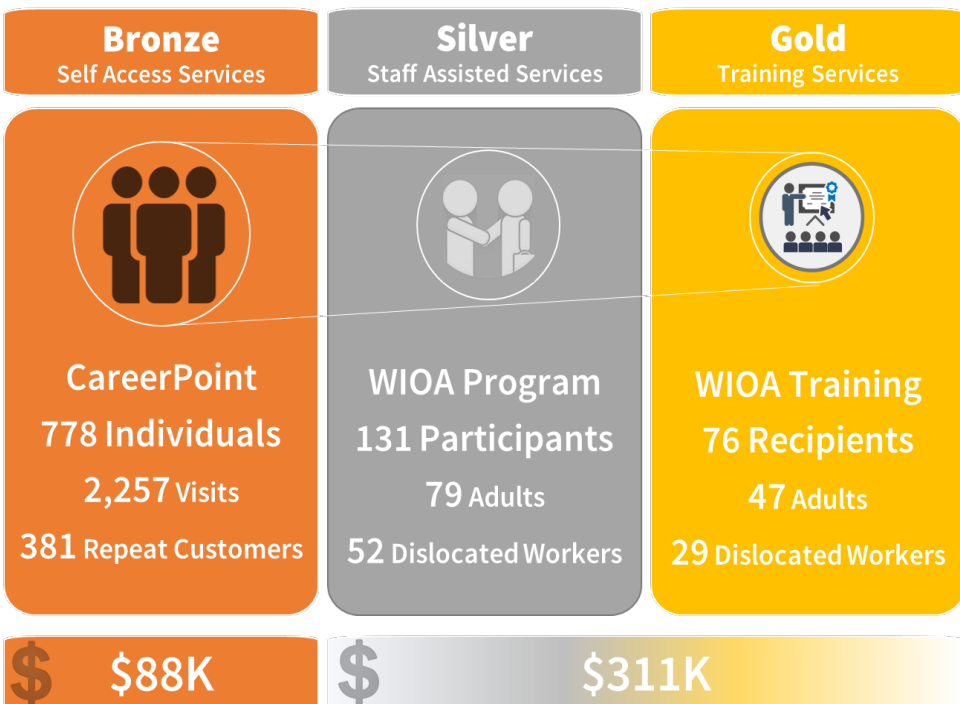 Bronze
Self Access Services
Silver
Staff Assisted Services
Gold
Training Services
CareerPoint
778 Individuals
2,257 Visits
381 Repeat Customers
WIOA Program
131 Participants
79 Adults
52 Dislocated Workers
WIOA Training
76 Recipients
47 Adults
29 Dislocated Workers
$ $88K
$ $311K